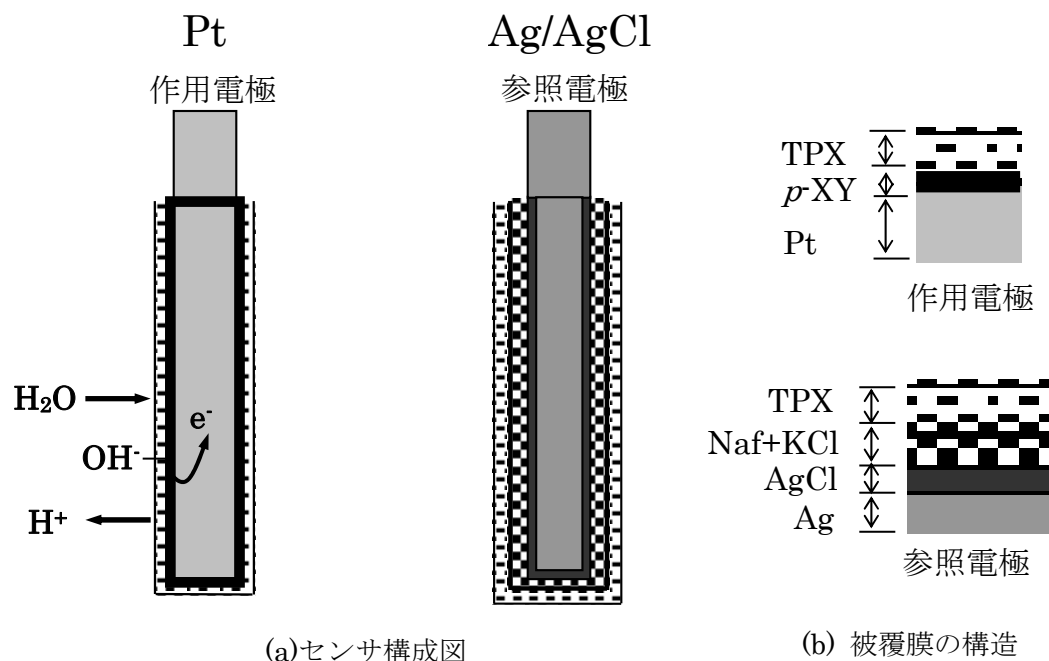 Pt
作用電極
Ag/AgCl
参照電極
H₂O
OH⁻
H⁺
e⁻
(a)センサ構成図
TPX
p-XY
Pt
作用電極
TPX
Naf+KCl
AgCl
Ag
参照電極
(b) 被覆膜の構造